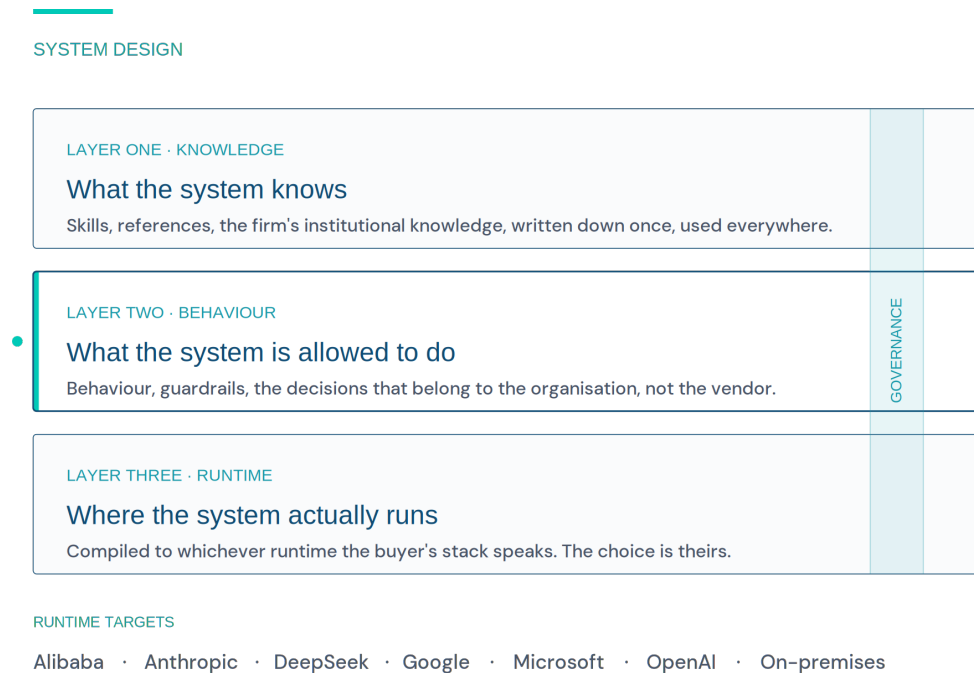 SYSTEM DESIGN
LAYER ONE · KNOWLEDGE
What the system knows
Skills, references, the firm's institutional knowledge, written down once, used everywhere.
LAYER TWO · BEHAVIOUR
What the system is allowed to do
Behaviour, guardrails, the decisions that belong to the organisation, not the vendor.
GOVERNANCE
LAYER THREE · RUNTIME
Where the system actually runs
Compiled to whichever runtime the buyer's stack speaks. The choice is theirs.
RUNTIME TARGETS
Alibaba · Anthropic · DeepSeek · Google · Microsoft · OpenAI · On-premises